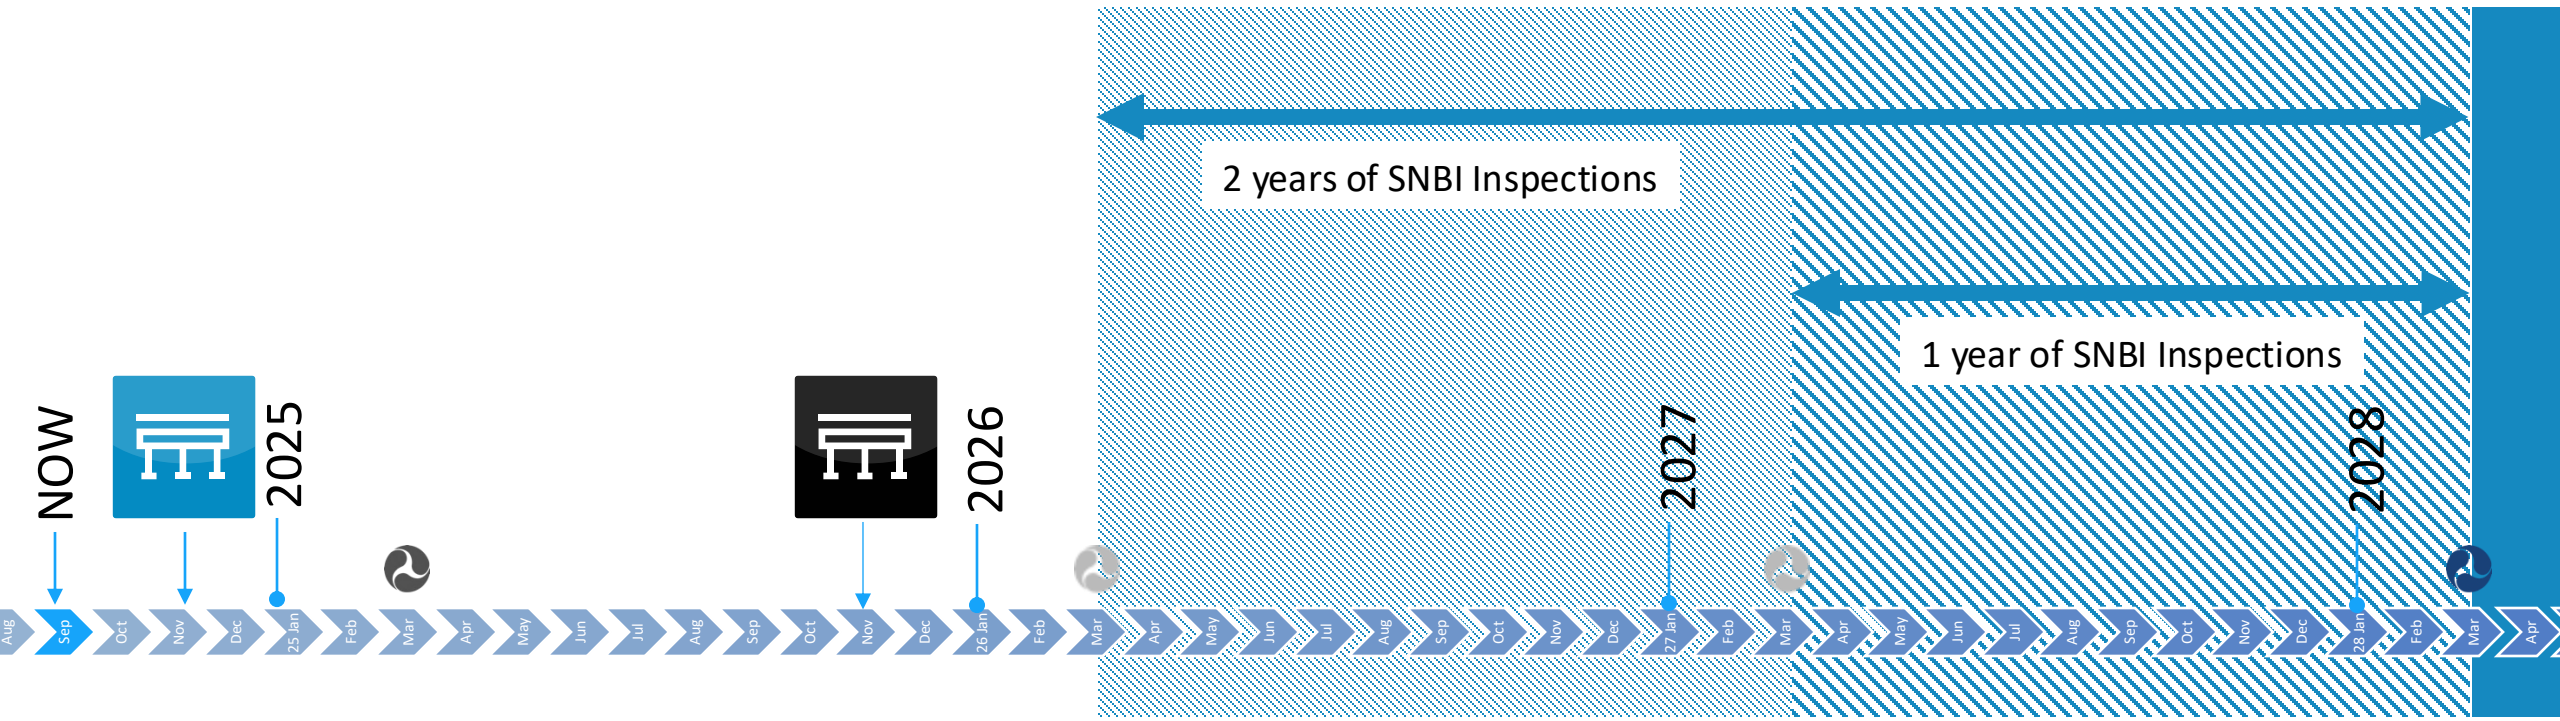 2 years of SNBI Inspections
1 year of SNBI Inspections
NOW
2025
2026
2027
2028
Aug
Sep
Oct
Nov
Dec
25 Jan
Feb
Mar
Apr
May
Jun
Jul
Aug
Sep
Oct
Nov
Dec
26 Jan
Feb
Mar
Apr
May
Jun
Jul
Aug
Sep
Oct
Nov
Dec
27 Jan
Feb
Mar
Apr
May
Jun
Jul
Aug
Sep
Oct
Nov
Dec
28 Jan
Feb
Mar
Apr